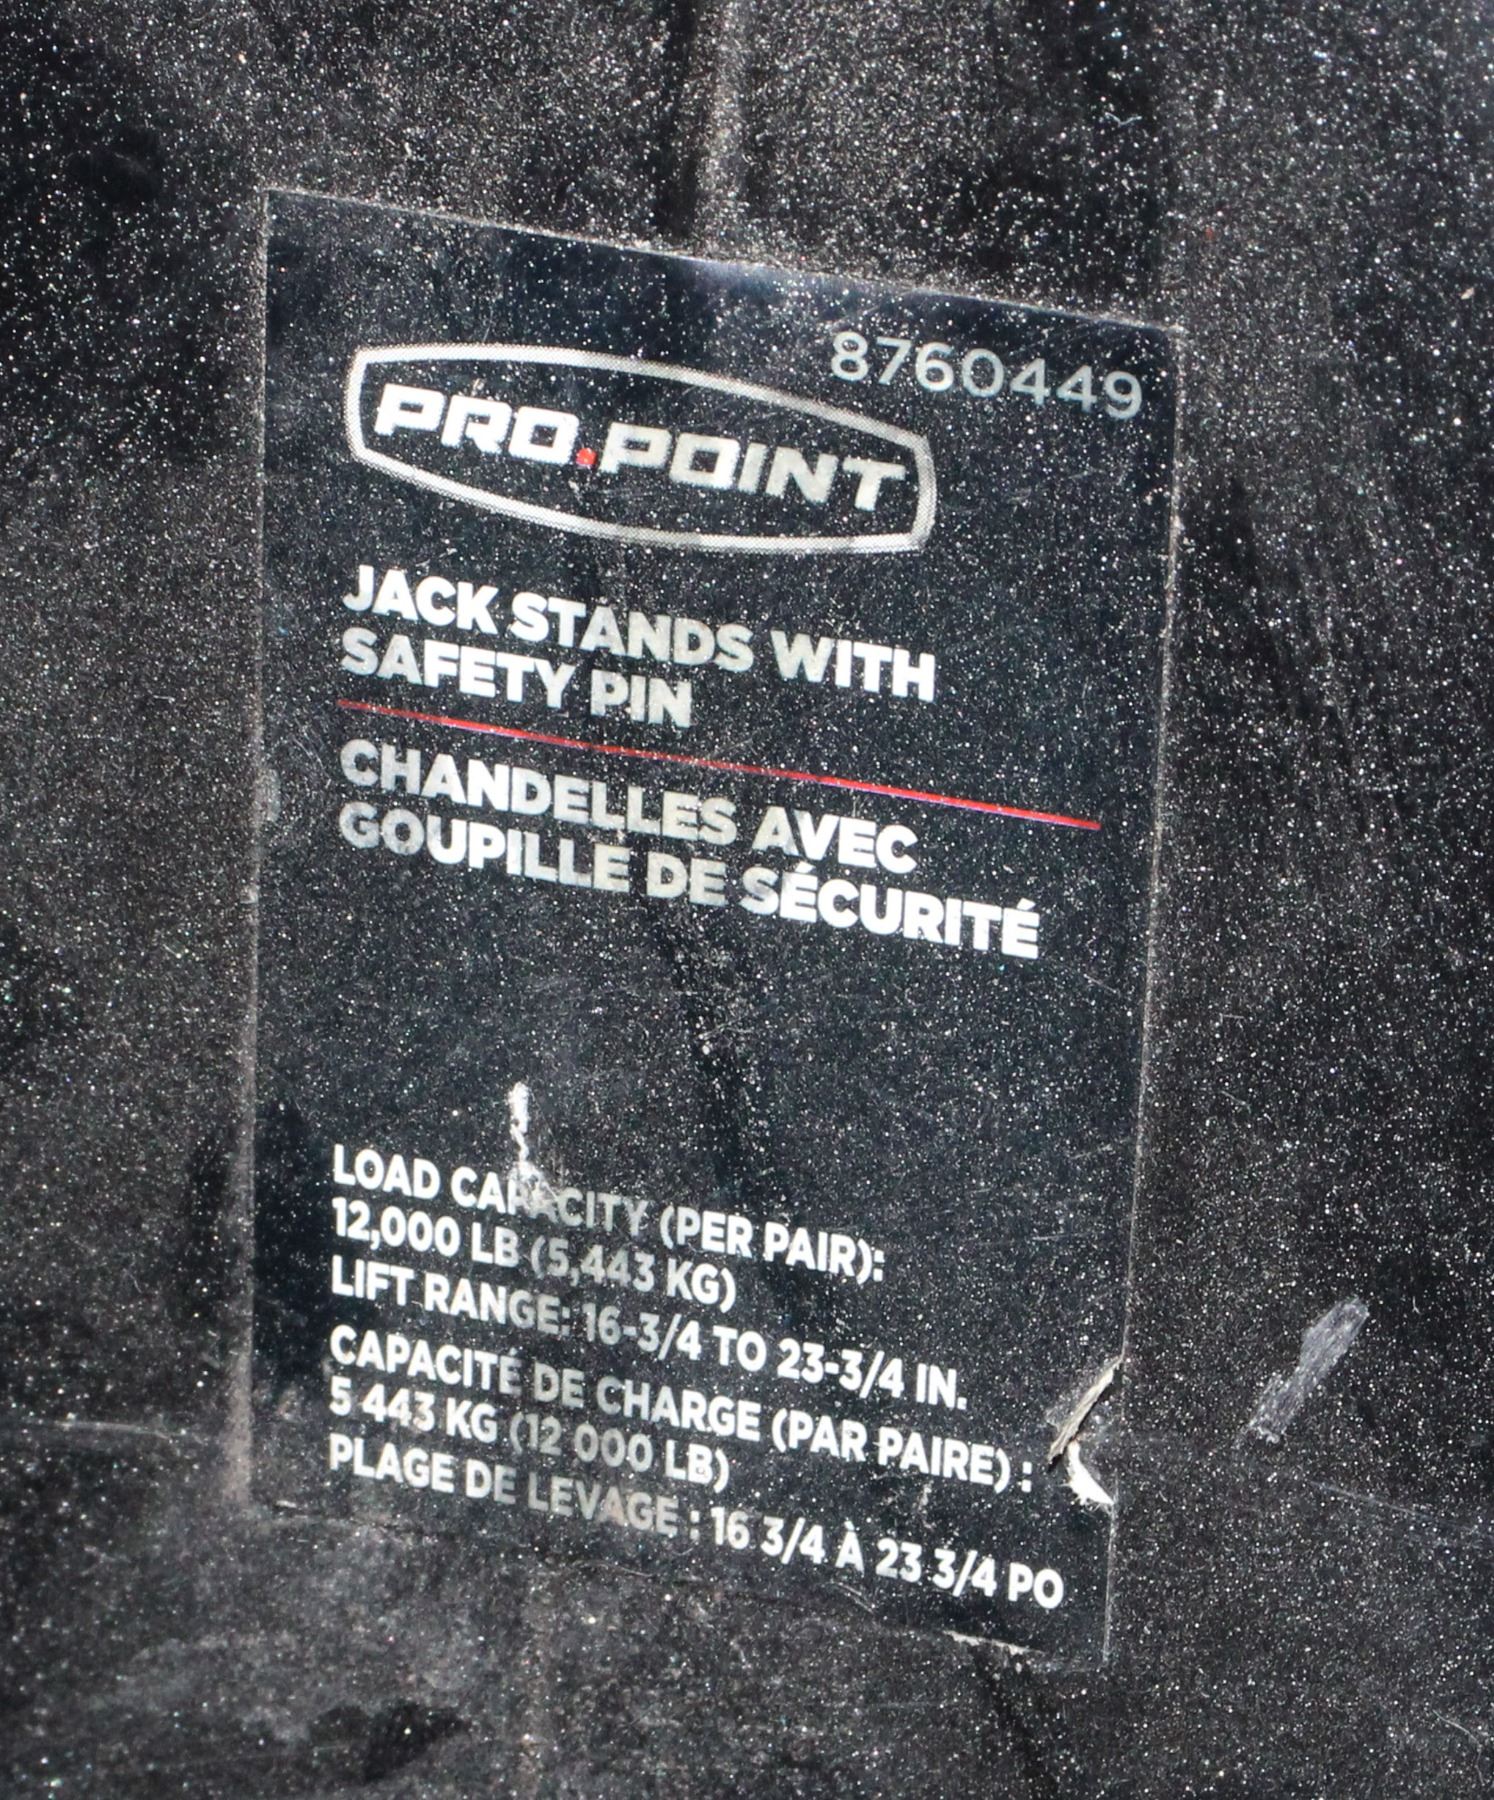 8760449
PRO.POINT
JACK STANDS WITH
SAFETY PIN
CHANDELLES AVEC
GOUPILLE DE SÉCURITÉ
LOAD CAPACITY (PER PAIR):
12,000 LB (5,443 KG)
LIFT RANGE: 16-3/4 TO 23-3/4 IN.
CAPACITÉ DE CHARGE (PAR PAIRE) :
5 443 KG (12 000 LB)
PLAGE DE LEVAGE : 16 3/4 À 23 3/4 PO